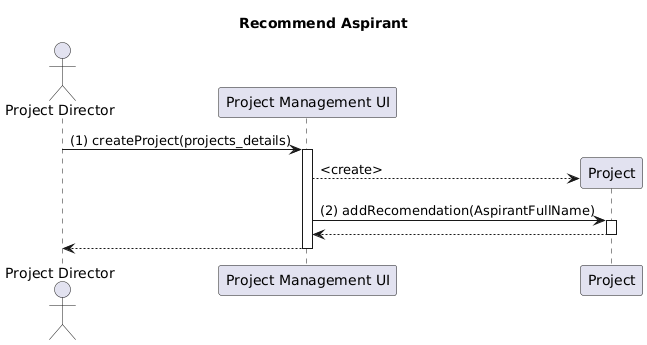 Recommend Aspirant
Project Director
Project Management UI
(1) createProject(projects_details)
<create>
Project
(2) addRecomendation(AspirantFullName)
Project Director
Project Management UI
Project